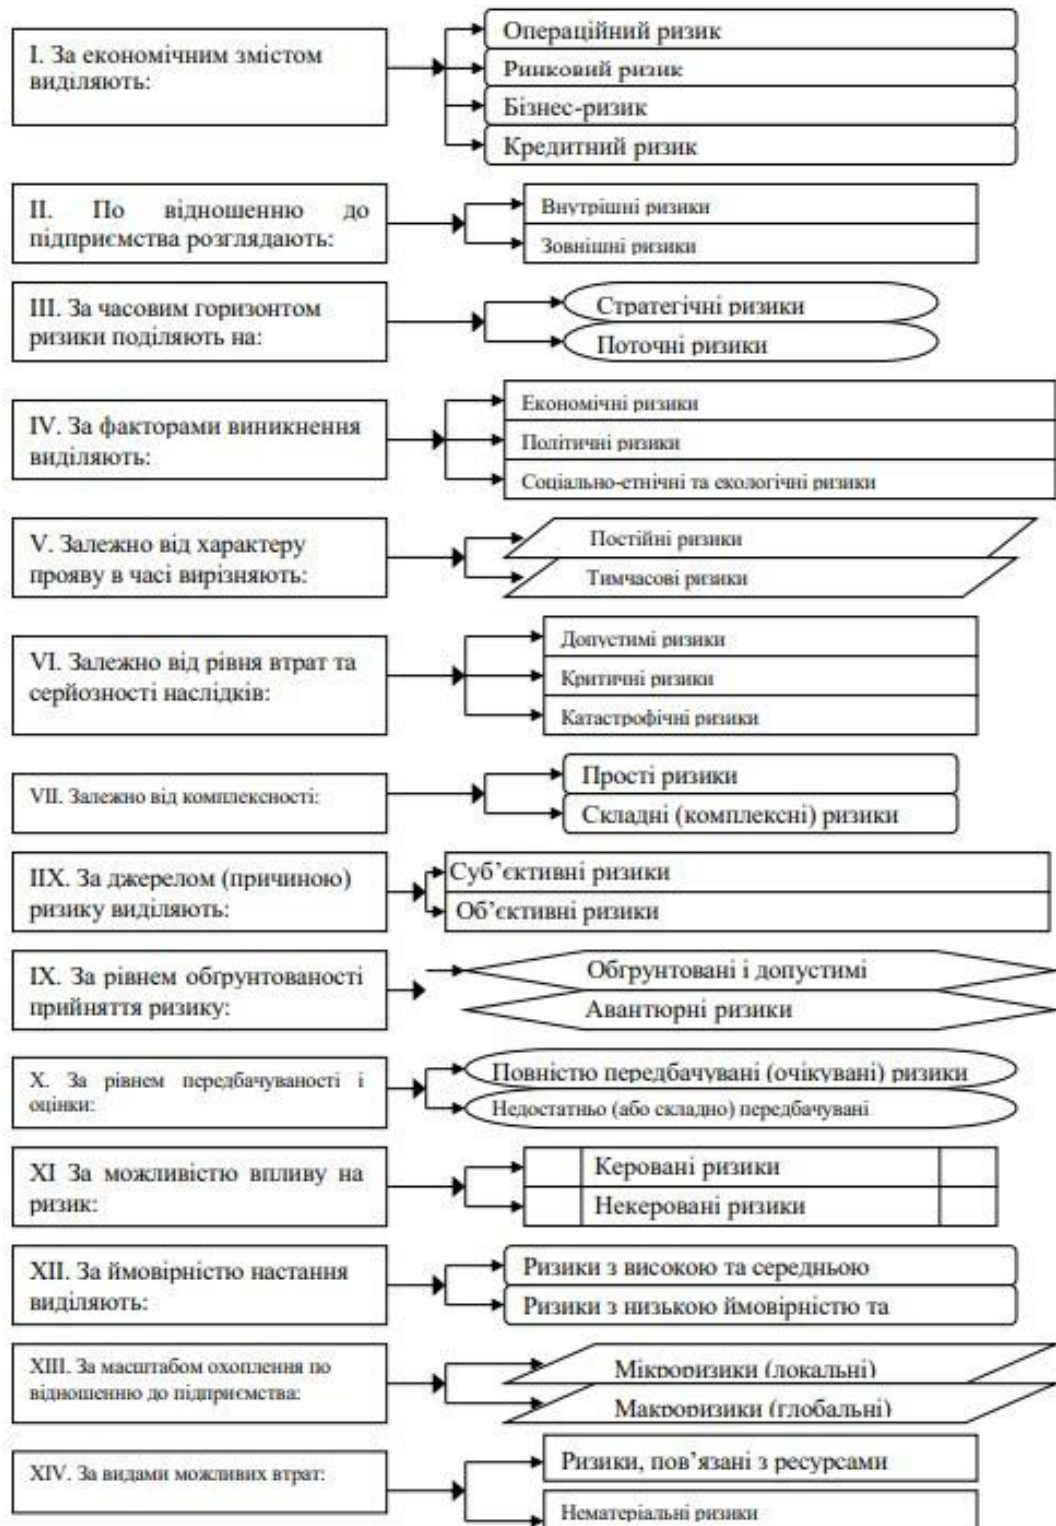 І. За економічним змістом
виділяють:
Операційний ризик
Ринковий ризик
Бізнес-ризик
Кредитний ризик
ІІ. По відношенню до
підприємства розглядають:
Внутрішні ризики
Зовнішні ризики
ІІІ. За часовим горизонтом
ризики поділяють на:
Стратегічні ризики
Поточні ризики
IV. За факторами виникнення
виділяють:
Економічні ризики
Політичні ризики
Соціально-етнічні та екологічні ризики
V. Залежно від характеру
прояву в часі вирізняють:
Постійні ризики
Тимчасові ризики
VI. Залежно від рівня втрат та
серйозності наслідків:
Допустимі ризики
Критичні ризики
Катастрофічні ризики
VII. Залежно від комплексності:
Прості ризики
Складні (комплексні) ризики
ІІХ. За джерелом (причиною)
ризику виділяють:
Суб’єктивні ризики
Об’єктивні ризики
IX. За рівнем обґрунтованості
прийняття ризику:
Обґрунтовані і допустимі
Авантюрні ризики
X. За рівнем передбачуваності і
оцінки:
Повністю передбачувані (очікувані) ризики
Недостатньо (або складно) передбачувані
XI За можливістю впливу на
ризик:
Керовані ризики
Некеровані ризики
XII. За ймовірністю настання
виділяють:
Ризики з високою та середньою
Ризики з низькою ймовірністю та
XIII. За масштабом охоплення по
відношенню до підприємства:
Мікроризики (локальні)
Макроризики (глобальні)
XIV. За видами можливих втрат:
Ризики, пов’язані з ресурсами
Нематеріальні ризики